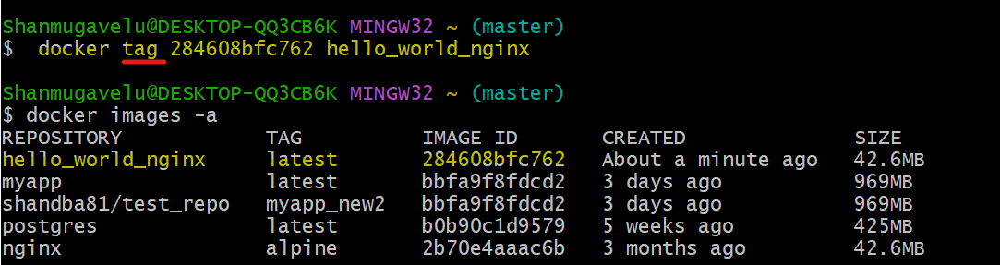 Shanmugavelu@DESKTOP-QQ3CB6K MINGW32 ~ (master)
$  docker tag 284608bfc762 hello_world_nginx
Shanmugavelu@DESKTOP-QQ3CB6K MINGW32 ~ (master)
$ docker images -a
REPOSITORY          TAG          IMAGE ID       CREATED              SIZE
hello_world_nginx   latest       284608bfc762   About a minute ago   42.6MB
myapp               latest       bbfa9f8fdcd2   3 days ago           969MB
shandba81/test_repo myapp_new2   bbfa9f8fdcd2   3 days ago           969MB
postgres            latest       b0b90c1d9579   5 weeks ago          425MB
nginx               alpine       2b70e4aaac6b   3 months ago         42.6MB